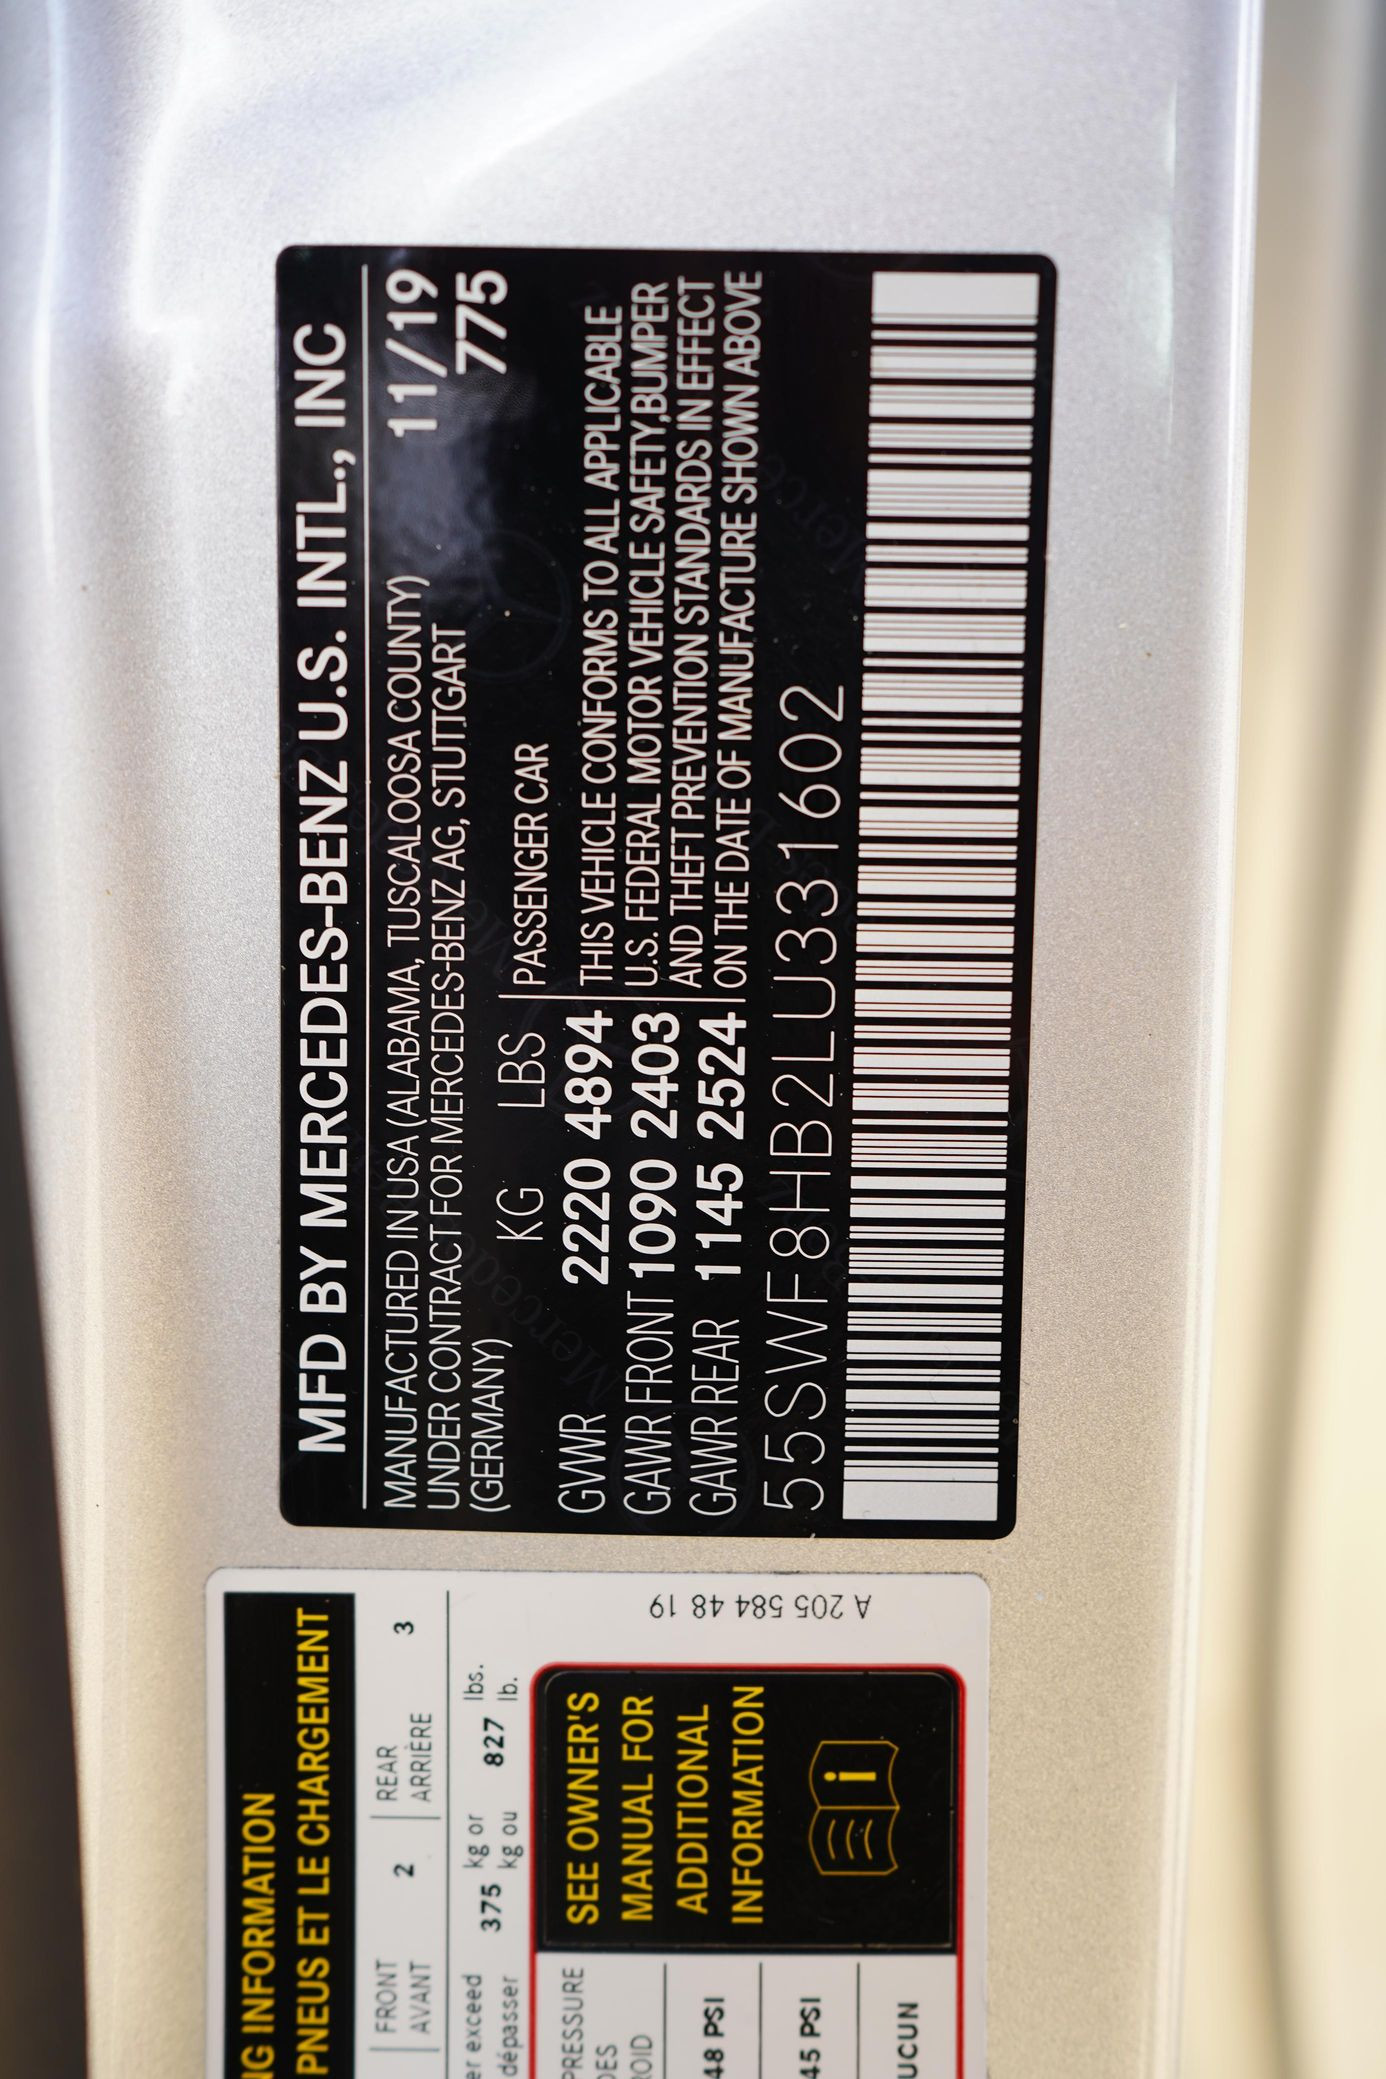 MFD BY MERCEDES-BENZ U.S. INTL., INC
MANUFACTURED IN USA (ALABAMA, TUSCALOOSA COUNTY) 11/19
UNDER CONTRACT FOR MERCEDES-BENZ AG, STUTTGART 775
(GERMANY)
KG LBS PASSENGER CAR
GVWR 2220 4894 THIS VEHICLE CONFORMS TO ALL APPLICABLE
GAWR FRONT 1090 2403 U.S. FEDERAL MOTOR VEHICLE SAFETY,BUMPER
AND THEFT PREVENTION STANDARDS IN EFFECT
GAWR REAR 1145 2524 ON THE DATE OF MANUFACTURE SHOWN ABOVE
55SWF8HB2LU331602
NG INFORMATION
PNEUS ET LE CHARGEMENT
FRONT 2 REAR 3
AVANT ARRIÈRE
er exceed 375 kg or 827 lbs.
dépasser kg ou lb.
PRESSURE
DES
ROID
48 PSI
45 PSI
UCUN
SEE OWNER'S
MANUAL FOR
ADDITIONAL
INFORMATION
A 205 584 48 19